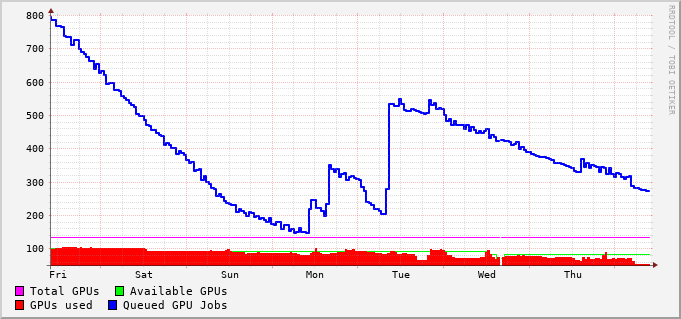 800
700
600
500
400
300
200
100
Fri Sat Sun Mon Tue Wed Thu
Total GPUs Available GPUs
GPUs used Queued GPU Jobs
RRDTOOL / TOBI OETIKER